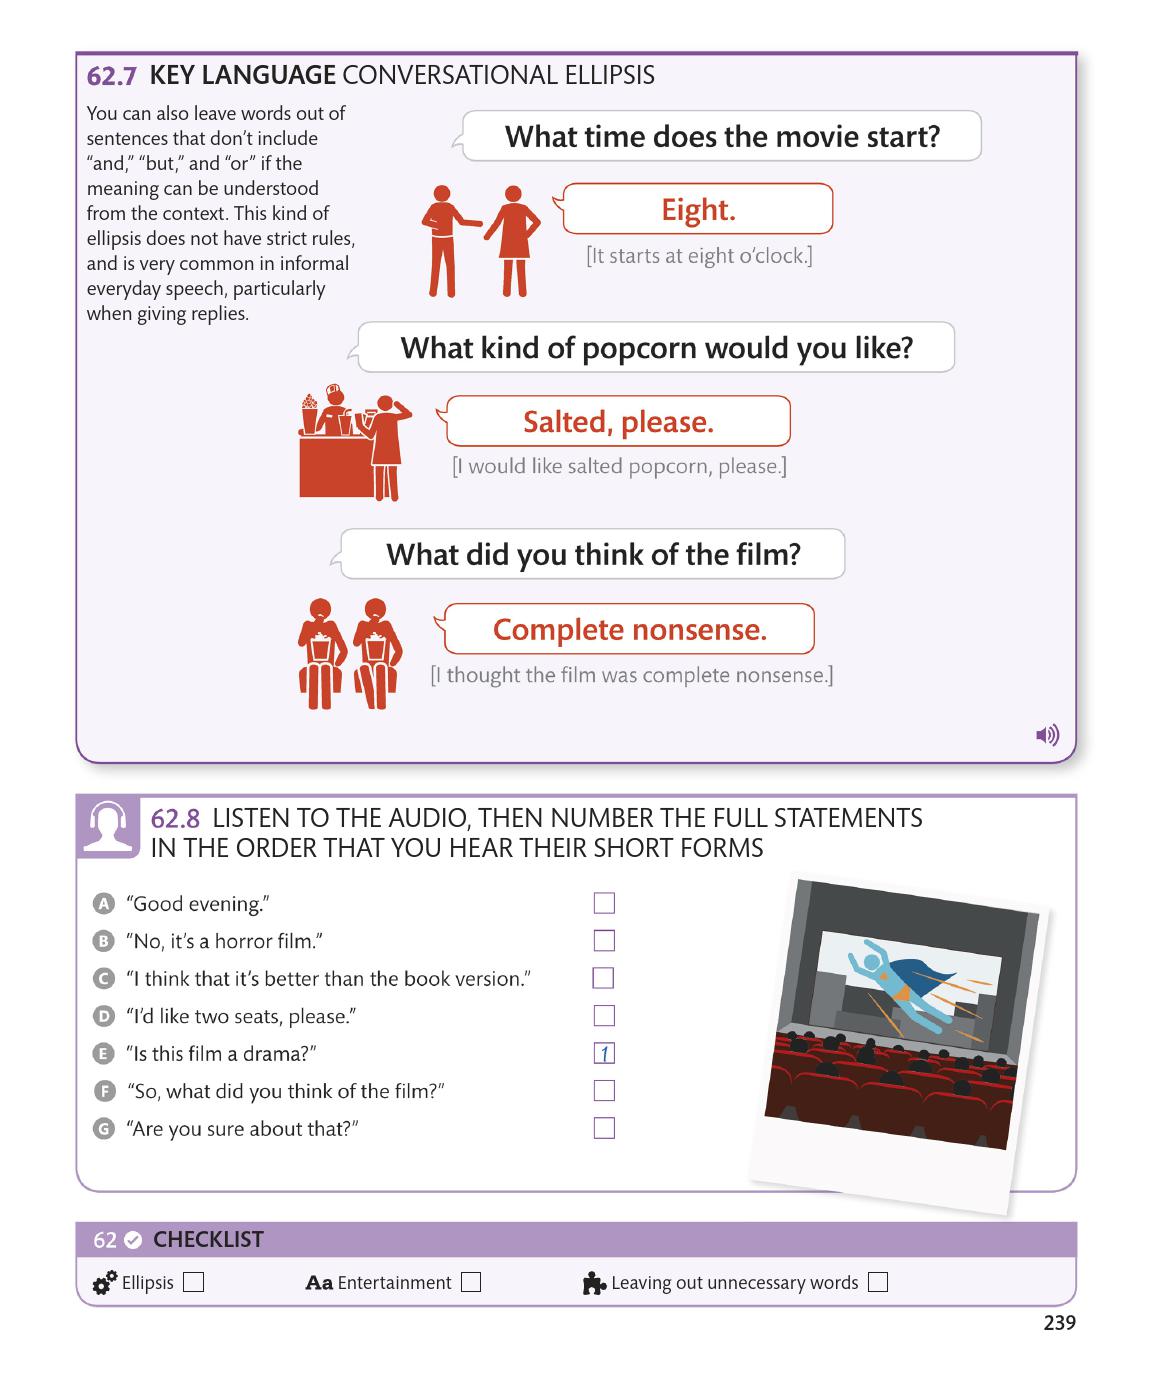 62.7 KEY LANGUAGE CONVERSATIONAL ELLIPSIS
You can also leave words out of
sentences that don't include
“and,” “but,” and “or” if the
meaning can be understood
from the context. This kind of
ellipsis does not have strict rules,
and is very common in informal
everyday speech, particularly
when giving replies.
What time does the movie start?
Eight.
[It starts at eight o'clock.]
What kind of popcorn would you like?
Salted, please.
[I would like salted popcorn, please.]
What did you think of the film?
Complete nonsense.
[I thought the film was complete nonsense.]
62.8 LISTEN TO THE AUDIO, THEN NUMBER THE FULL STATEMENTS
IN THE ORDER THAT YOU HEAR THEIR SHORT FORMS
A “Good evening.”
B “No, it's a horror film.”
C “I think that it's better than the book version.”
D “I'd like two seats, please.”
E “Is this film a drama?” 1
F “So, what did you think of the film?”
G “Are you sure about that?”
62 CHECKLIST
Ellipsis Aa Entertainment Leaving out unnecessary words
239